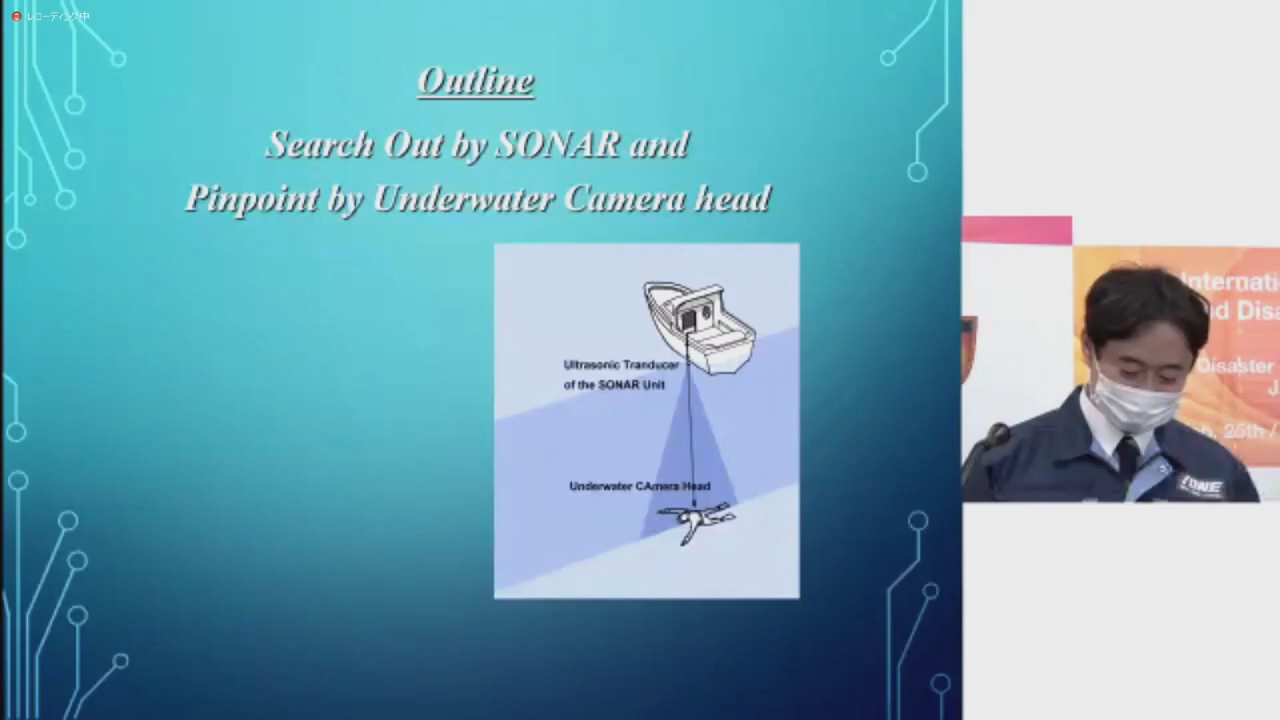 レコーディング中
Outline
Search Out by SONAR and
Pinpoint by Underwater Camera head
Ultrasonic Tranducer
of the SONAR Unit
Underwater CAmera Head
Internati
nd Disa
Disaster
J
25th /